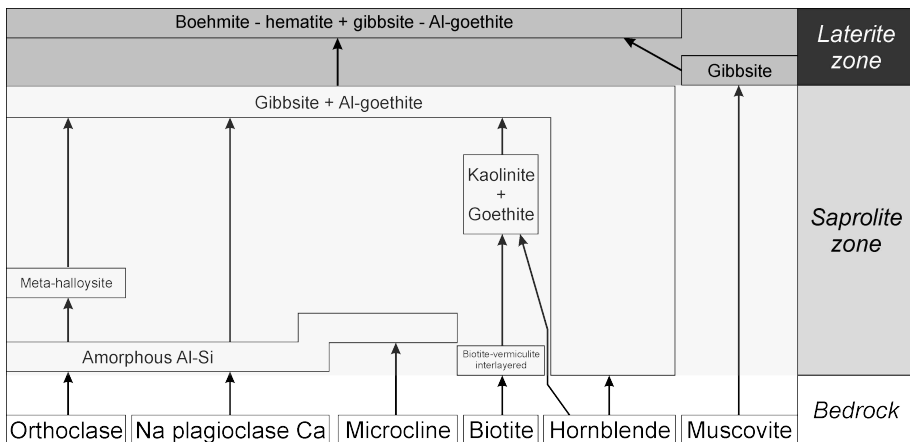 Boehmite - hematite + gibbsite - Al-goethite
Laterite
zone
Gibbsite
Gibbsite + Al-goethite
Kaolinite
+
Goethite
Saprolite
zone
Meta-halloysite
Amorphous Al-Si
Biotite-vermiculite
interlayered
Bedrock
Orthoclase
Na plagioclase Ca
Microcline
Biotite
Hornblende
Muscovite